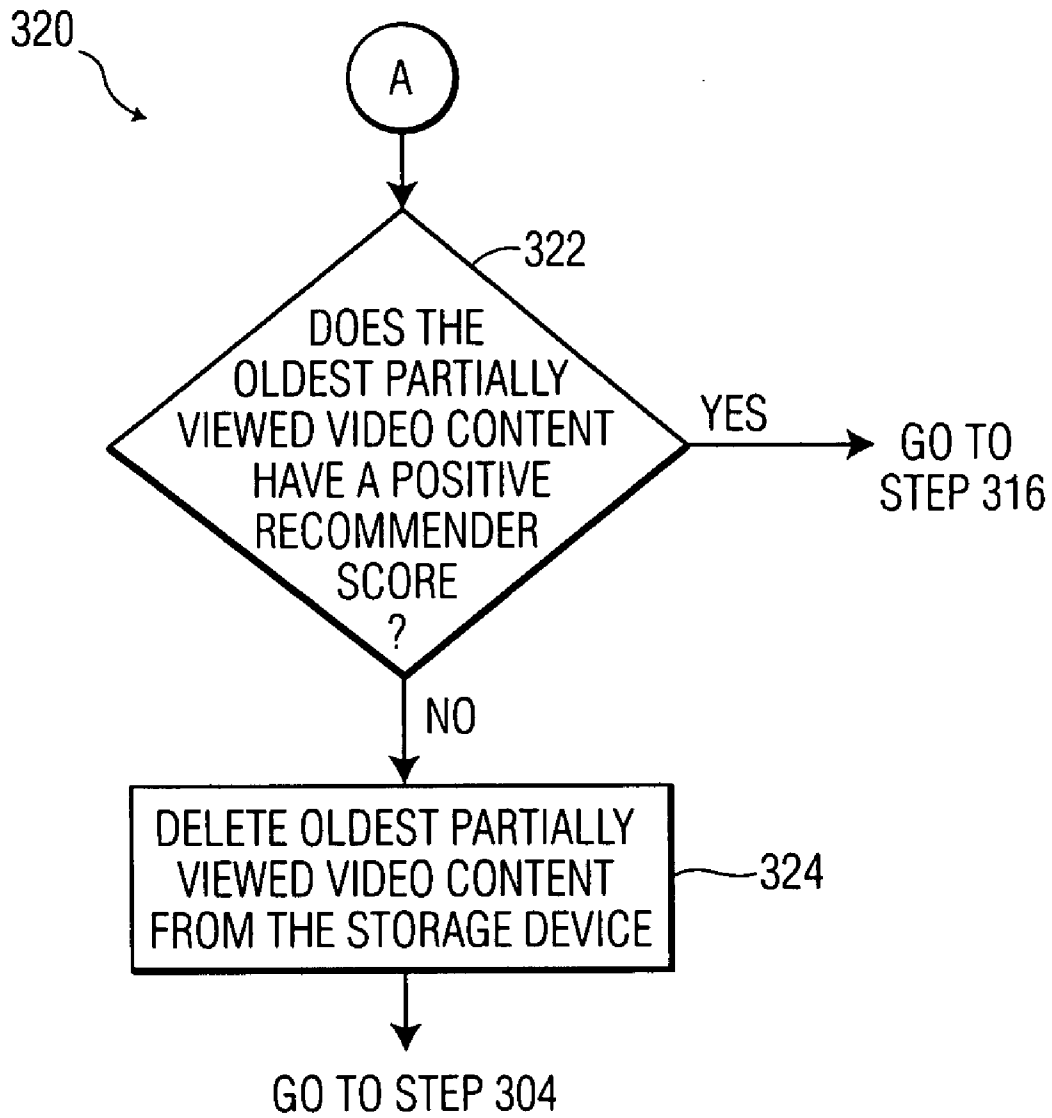 320
A
322
DOES THE
OLDEST PARTIALLY
VIEWED VIDEO CONTENT
HAVE A POSITIVE
RECOMMENDER
SCORE
?
YES
GO TO
STEP 316
NO
DELETE OLDEST PARTIALLY
VIEWED VIDEO CONTENT
FROM THE STORAGE DEVICE
324
GO TO STEP 304